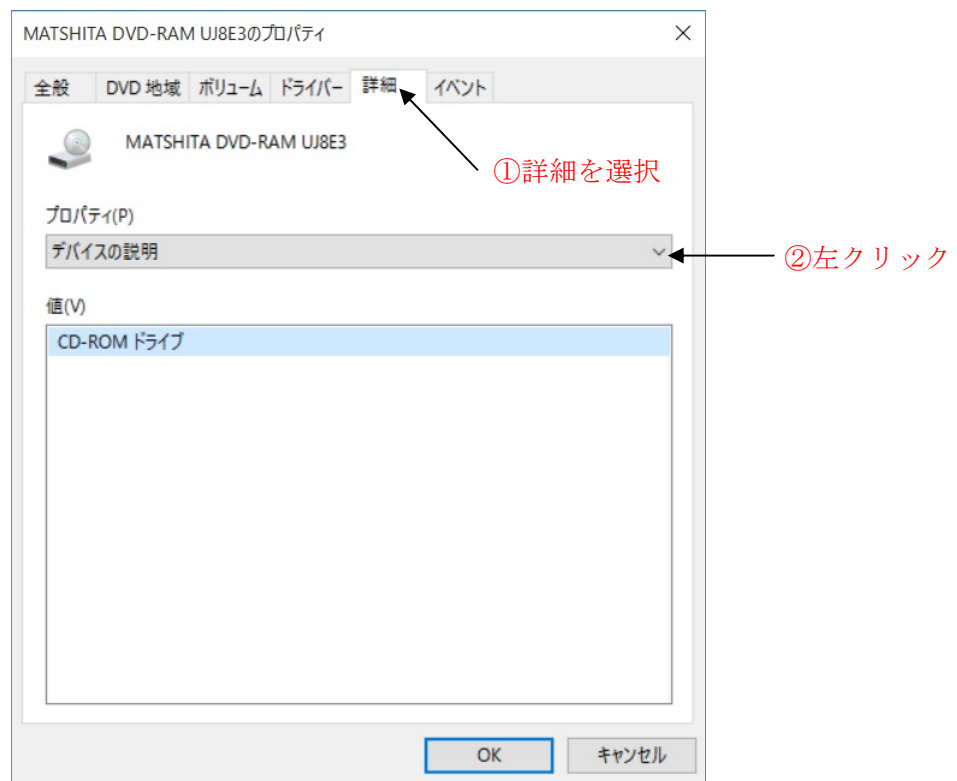 MATSHITA DVD-RAM UJ8E3のプロパティ
全般 DVD 地域 ボリューム ドライバー 詳細 イベント
MATSHITA DVD-RAM UJ8E3
①詳細を選択
プロパティ(P)
デバイスの説明
②左クリック
値(V)
CD-ROM ドライブ
OK キャンセル